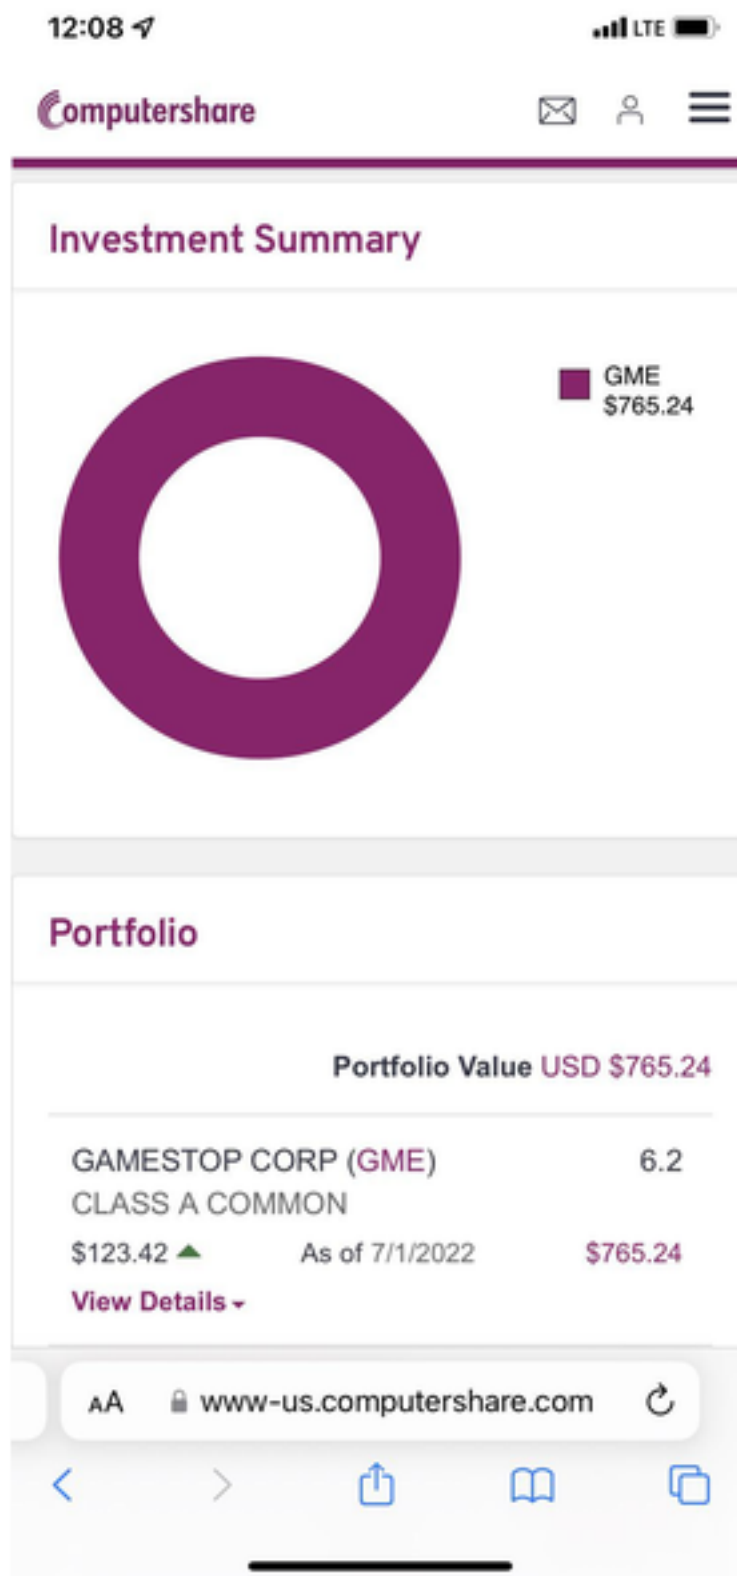 12:08 LTE
Computershare
Investment Summary
GME
$765.24
Portfolio
Portfolio Value USD $765.24
GAMESTOP CORP (GME) 6.2
CLASS A COMMON
$123.42 As of 7/1/2022 $765.24
View Details
AA www-us.computershare.com